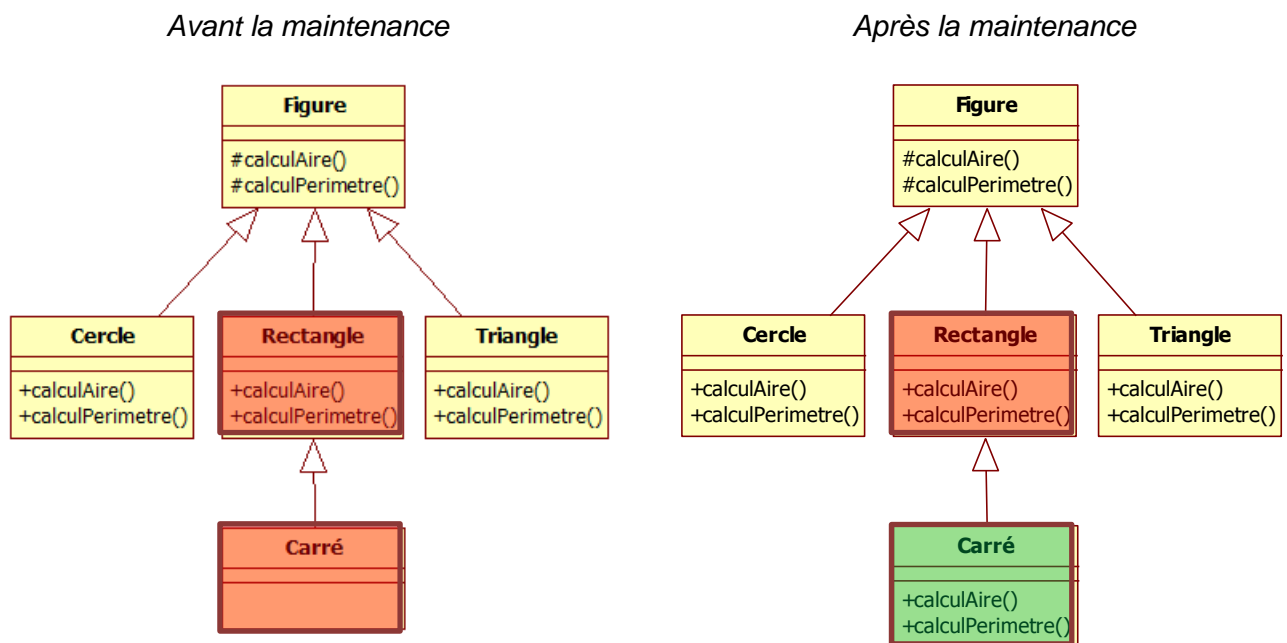 Avant la maintenance
Figure
#calculAire()
#calculPerimetre()
Cercle
+calculAire()
+calculPerimetre()
Rectangle
+calculAire()
+calculPerimetre()
Triangle
+calculAire()
+calculPerimetre()
Carré
Après la maintenance
Figure
#calculAire()
#calculPerimetre()
Cercle
+calculAire()
+calculPerimetre()
Rectangle
+calculAire()
+calculPerimetre()
Triangle
+calculAire()
+calculPerimetre()
Carré
+calculAire()
+calculPerimetre()